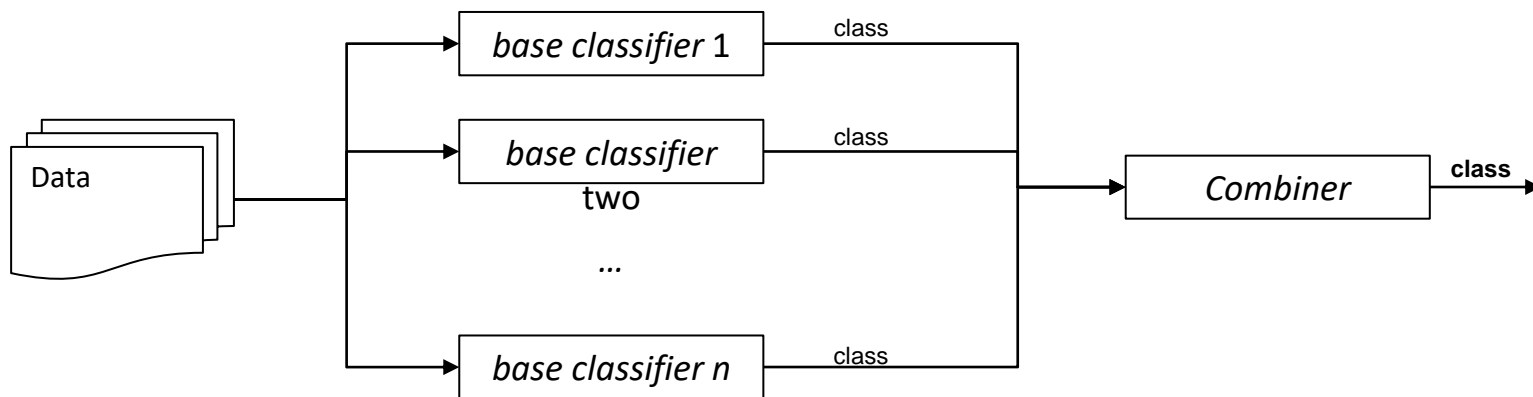 base classifier 1
class
Data
base classifier
two
class
Combiner
class
...
base classifier n
class